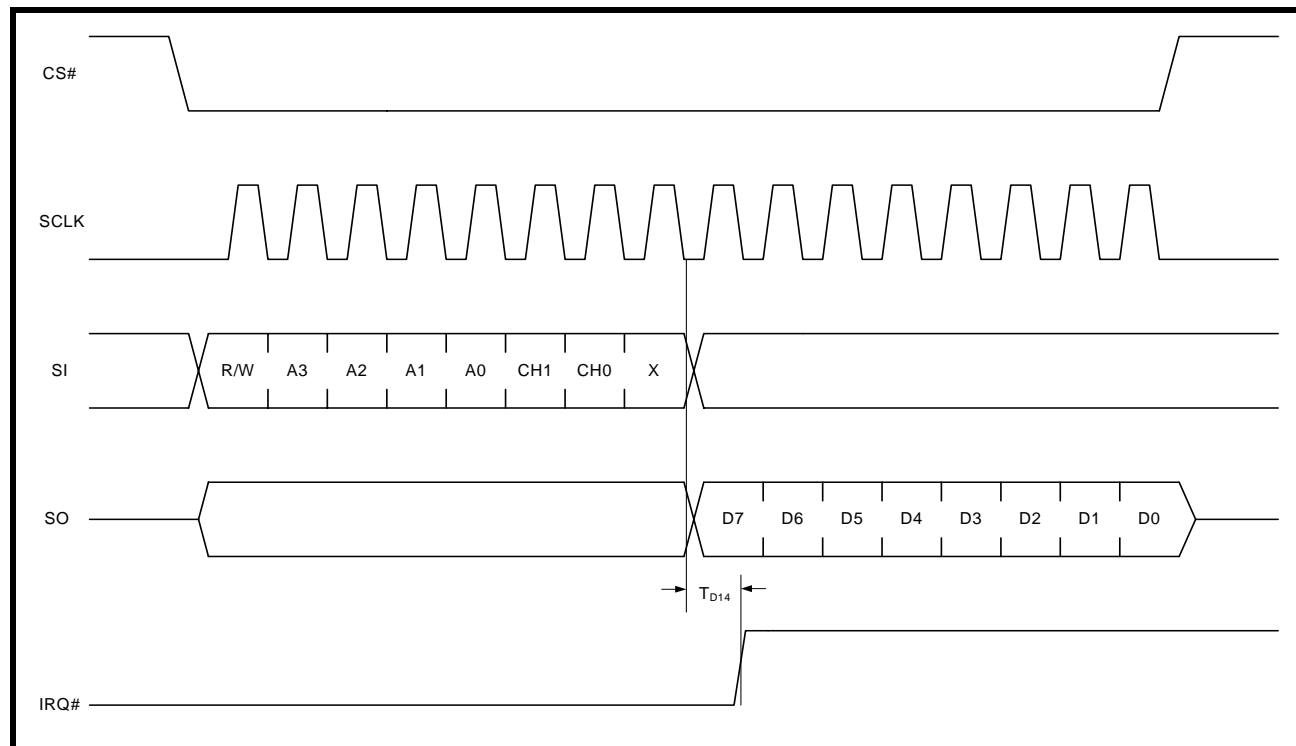 CS#
SCLK
SI R/W A3 A2 A1 A0 CH1 CH0 X
SO D7 D6 D5 D4 D3 D2 D1 D0
TD14
IRQ#